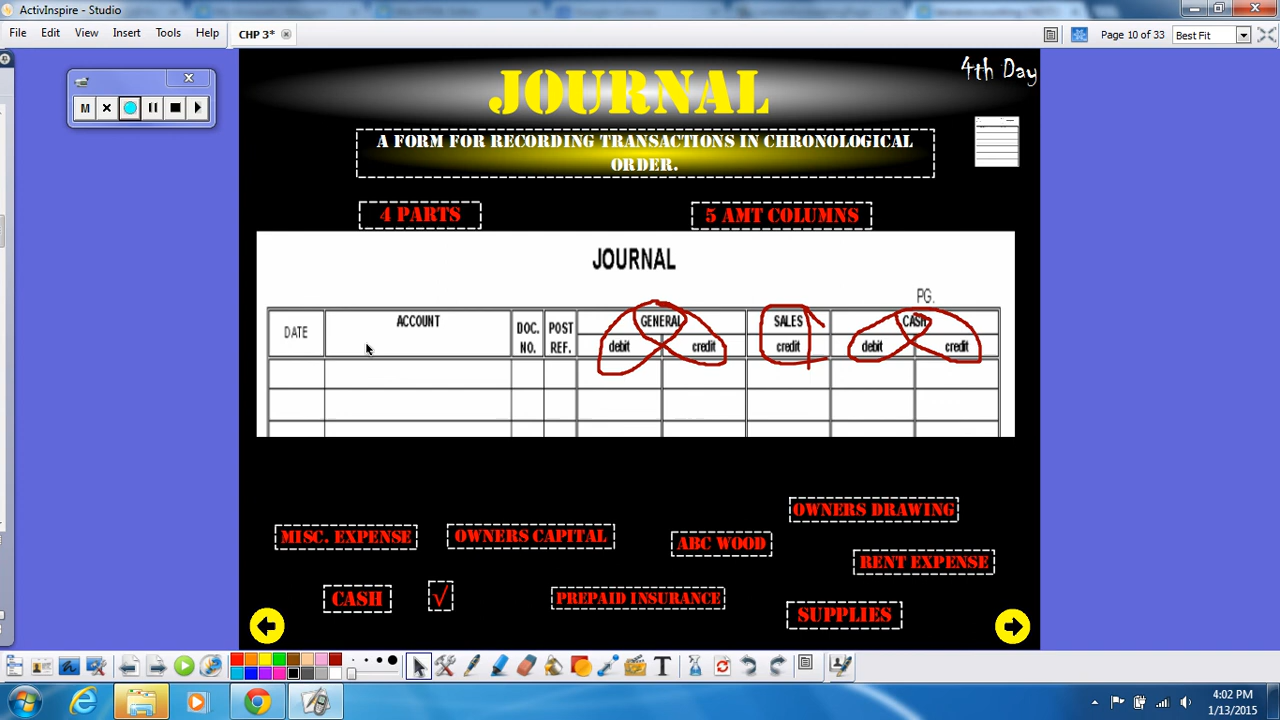 ActivInspire - Studio
File Edit View Insert Tools Help
CHP 3*
Page 10 of 33
Best Fit
M
4th Day
JOURNAL
A FORM FOR RECORDING TRANSACTIONS IN CHRONOLOGICAL
ORDER.
4 PARTS
5 AMT COLUMNS
JOURNAL
PG.
DATE ACCOUNT DOC. NO. POST REF. GENERAL SALES CASH
debit credit credit debit credit
OWNERS DRAWING
MISC. EXPENSE OWNERS CAPITAL ABC WOOD
RENT EXPENSE
CASH √ PREPAID INSURANCE
SUPPLIES
T
4:02 PM
1/13/2015